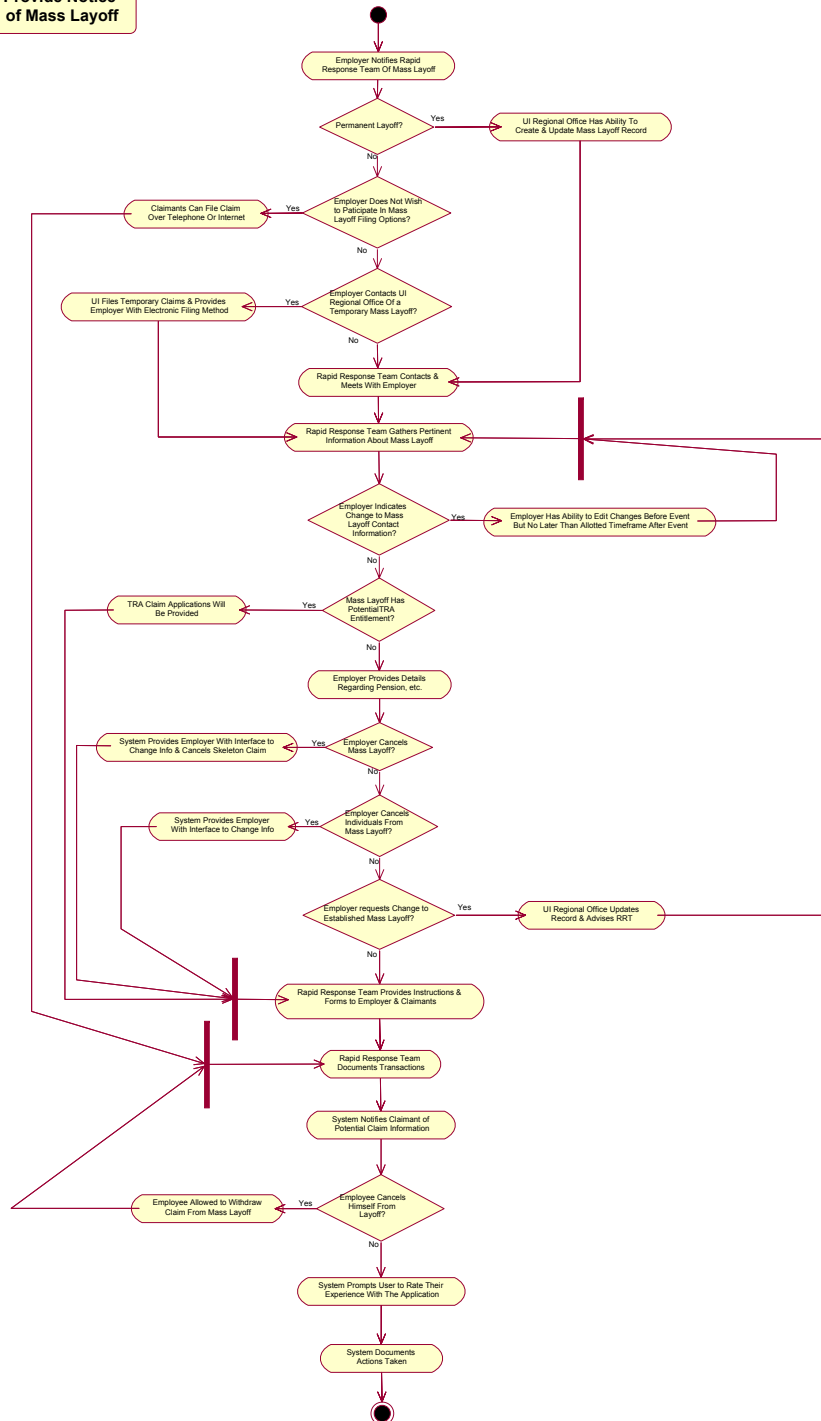 Provide Notice
of Mass Layoff
Employer Notifies Rapid
Response Team Of Mass Layoff
Permanent Layoff?
Yes
UI Regional Office Has Ability To
Create & Update Mass Layoff Record
No
Employer Does Not Wish
to Paticipate In Mass
Layoff Filing Options?
Yes
Claimants Can File Claim
Over Telephone Or Internet
No
Employer Contacts UI
Regional Office Of a
Temporary Mass Layoff?
Yes
UI Files Temporary Claims & Provides
Employer With Electronic Filing Method
No
Rapid Response Team Contacts &
Meets With Employer
Rapid Response Team Gathers Pertinent
Information About Mass Layoff
Employer Indicates
Change to Mass
Layoff Contact
Information?
Yes
Employer Has Ability to Edit Changes Before Event
But No Later Than Allotted Timeframe After Event
No
Mass Layoff Has
PotentialTRA
Entitlement?
Yes
TRA Claim Applications Will
Be Provided
No
Employer Provides Details
Regarding Pension, etc.
Employer Cancels
Mass Layoff?
Yes
System Provides Employer With Interface to
Change Info & Cancels Skeleton Claim
No
Employer Cancels
Individuals From
Mass Layoff?
Yes
System Provides Employer
With Interface to Change Info
No
Employer requests Change to
Established Mass Layoff?
Yes
UI Regional Office Updates
Record & Advises RRT
No
Rapid Response Team Provides Instructions &
Forms to Employer & Claimants
Rapid Response Team
Documents Transactions
System Notifies Claimant of
Potential Claim Information
Employee Cancels
Himself From
Layoff?
Yes
Employee Allowed to Withdraw
Claim From Mass Layoff
No
System Prompts User to Rate Their
Experience With The Application
System Documents
Actions Taken